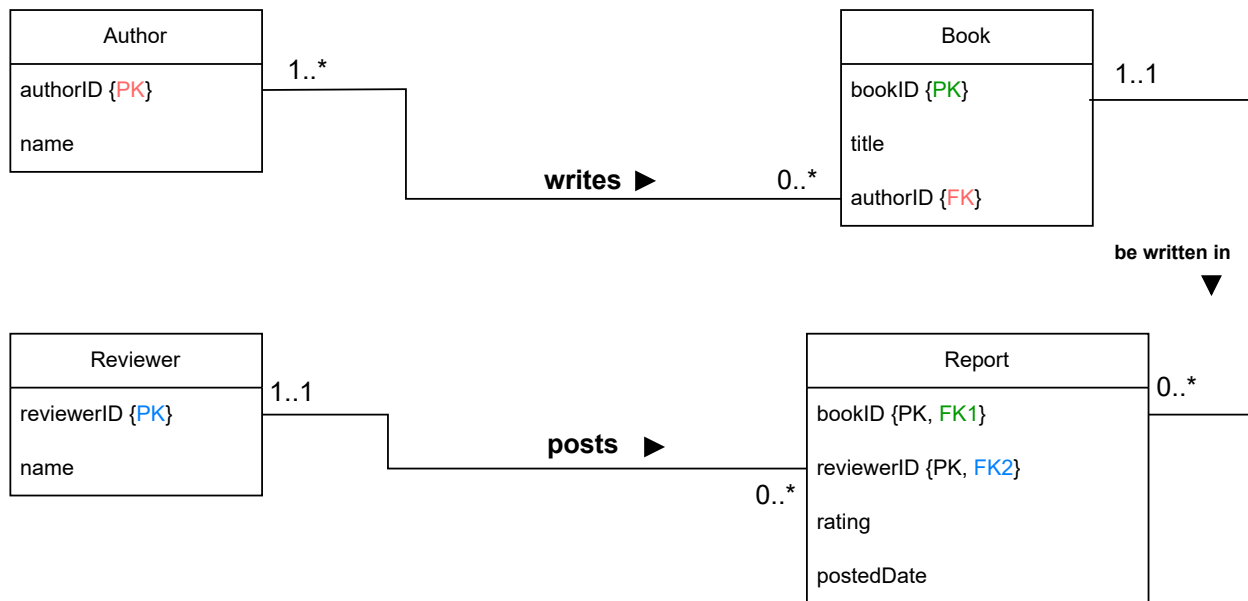 Author
authorID {PK}
name
1..*
writes
0..*
Book
bookID {PK}
title
authorID {FK}
1..1
be written in
Reviewer
reviewerID {PK}
name
1..1
posts
0..*
Report
bookID {PK, FK1}
reviewerID {PK, FK2}
rating
postedDate
0..*